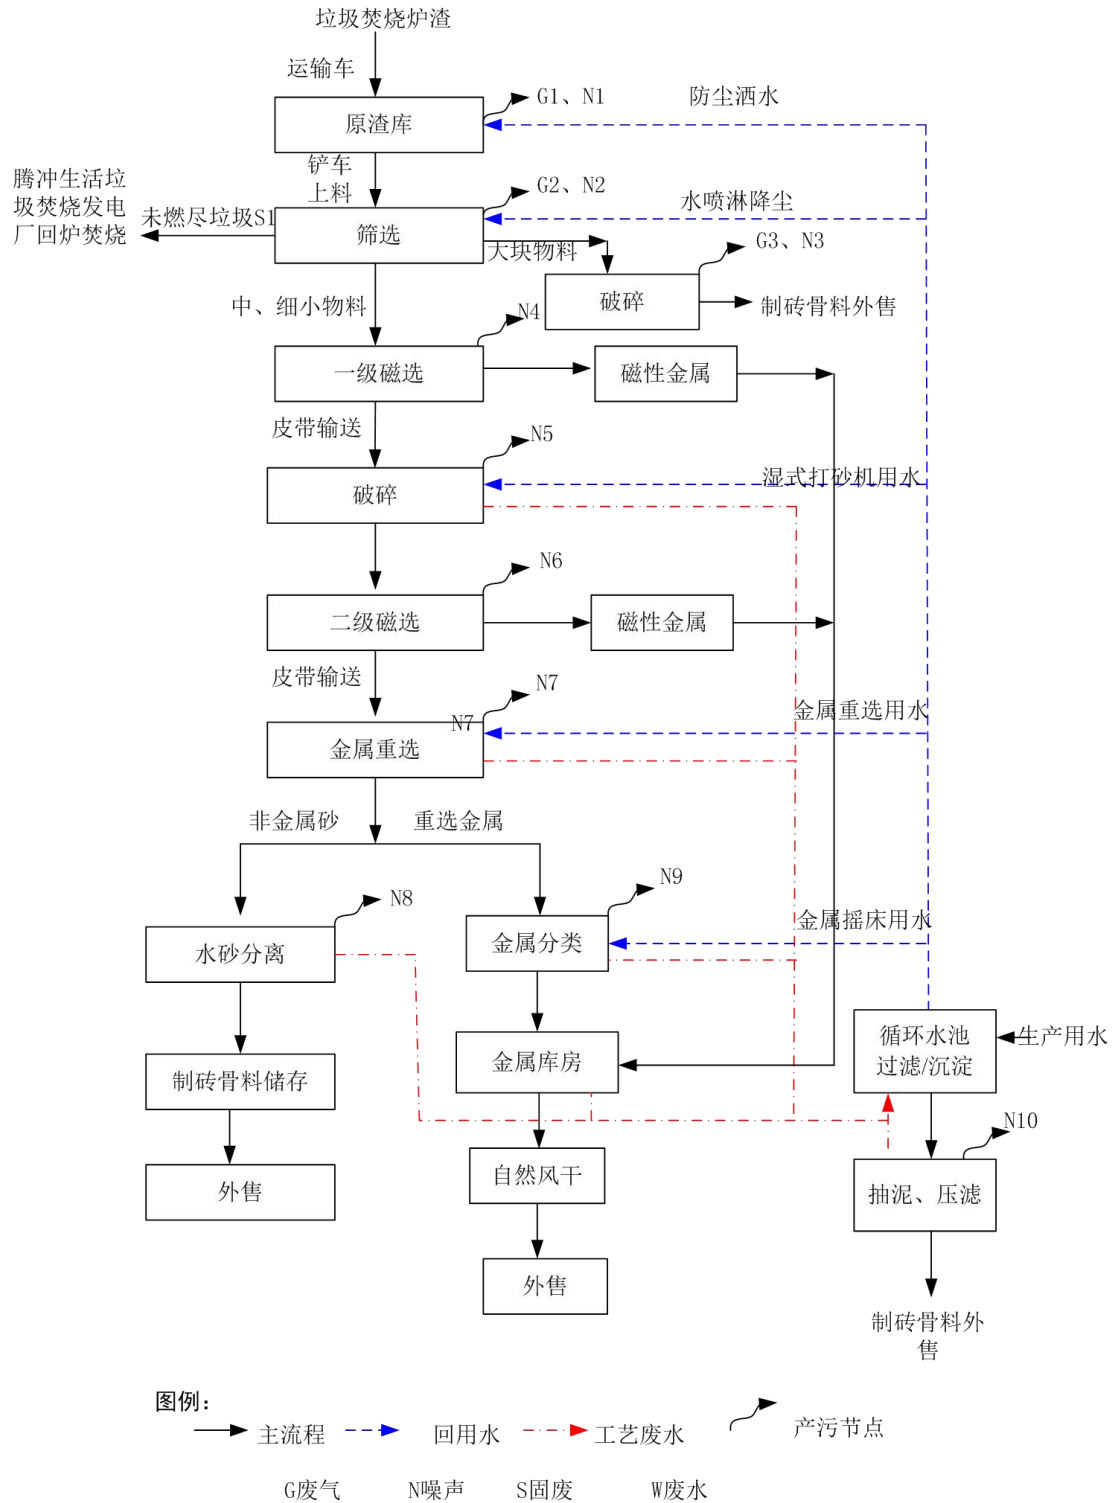 垃圾焚烧炉渣
运输车
G1、N1
防尘洒水
原渣库
铲车
上料
腾冲生活垃
圾焚烧发电
厂回炉焚烧
未燃尽垃圾S1
G2、N2
水喷淋降尘
筛选
大块物料
G3、N3
破碎
制砖骨料外售
中、细小物料
N4
一级磁选
磁性金属
皮带输送
N5
破碎
湿式打砂机用水
N6
二级磁选
磁性金属
皮带输送
N7
N7
金属重选用水
金属重选
非金属砂
重选金属
N8
N9
金属摇床用水
水砂分离
金属分类
循环水池
过滤/沉淀
生产用水
金属库房
制砖骨料储存
N10
自然风干
抽泥、压滤
外售
外售
制砖骨料外
售
图例：
主流程
回用水
工艺废水
产污节点
G废气
N噪声
S固废
W废水